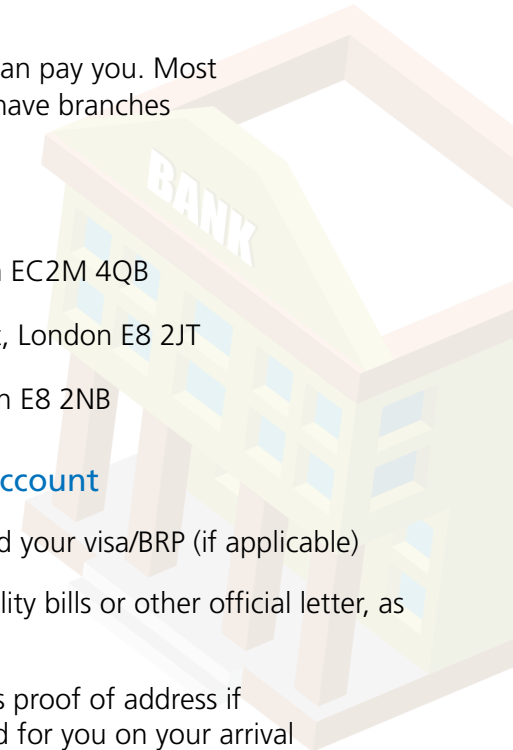 an pay you. Most
have branches
BANK
EC2M 4QB
, London E8 2JT
E8 2NB
ccount
d your visa/BRP (if applicable)
lity bills or other official letter, as
s proof of address if
d for you on your arrival